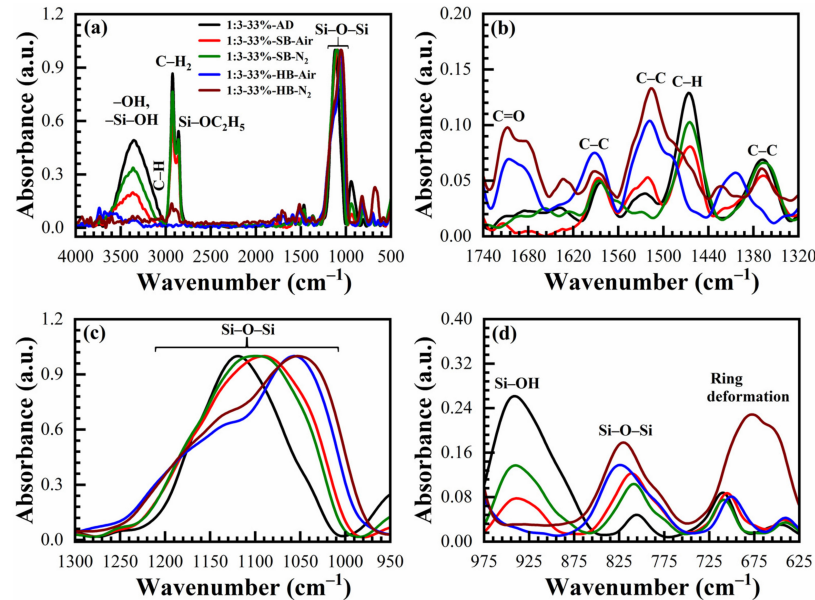 (a)
1:3-33%-AD
1:3-33%-SB-Air
1:3-33%-SB-N₂
1:3-33%-HB-Air
1:3-33%-HB-N₂
Si–O–Si
C–H₂
–OH,
–Si–OH
C–H
Si–OC₂H₅
Absorbance (a.u.)
1.2
0.9
0.6
0.3
0.0
4000 3500 3000 2500 2000 1500 1000 500
Wavenumber (cm⁻¹)
(b)
C=O
C–C
C–C
C–H
C–C
Absorbance (a.u.)
0.20
0.15
0.10
0.05
0.00
1740 1680 1620 1560 1500 1440 1380 1320
Wavenumber (cm⁻¹)
(c)
Si–O–Si
Absorbance (a.u.)
1.2
0.9
0.6
0.3
0.0
1300 1250 1200 1150 1100 1050 1000 950
Wavenumber (cm⁻¹)
(d)
Si–OH
Si–O–Si
Ring
deformation
Absorbance (a.u.)
0.40
0.32
0.24
0.16
0.08
0.00
975 925 875 825 775 725 675 625
Wavenumber (cm⁻¹)